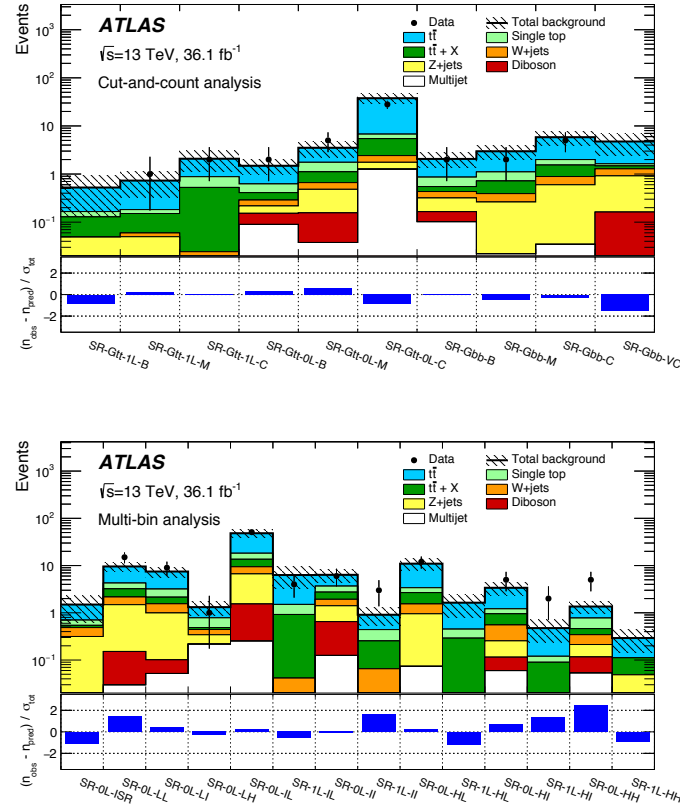 Events
10³
10²
10
1
10⁻¹
ATLAS
√s=13 TeV, 36.1 fb⁻¹
Cut-and-count analysis
Data
Total background
tt̄
Single top
tt̄ + X
W+jets
Z+jets
Diboson
Multijet
(n_obs - n_pred) / σ_tot
2
0
−2
SR-Gtt-1L-B
SR-Gtt-1L-M
SR-Gtt-1L-C
SR-Gtt-0L-B
SR-Gtt-0L-M
SR-Gtt-0L-C
SR-Gbb-B
SR-Gbb-M
SR-Gbb-C
SR-Gbb-VC
Events
10³
10²
10
1
10⁻¹
ATLAS
√s=13 TeV, 36.1 fb⁻¹
Multi-bin analysis
Data
Total background
tt̄
Single top
tt̄ + X
W+jets
Z+jets
Diboson
Multijet
(n_obs - n_pred) / σ_tot
2
0
−2
SR-0L-ISR
SR-0L-LL
SR-0L-LI
SR-0L-LH
SR-0L-IL
SR-1L-IL
SR-0L-II
SR-1L-II
SR-0L-HL
SR-1L-HL
SR-0L-HI
SR-1L-HI
SR-0L-HH
SR-1L-HH